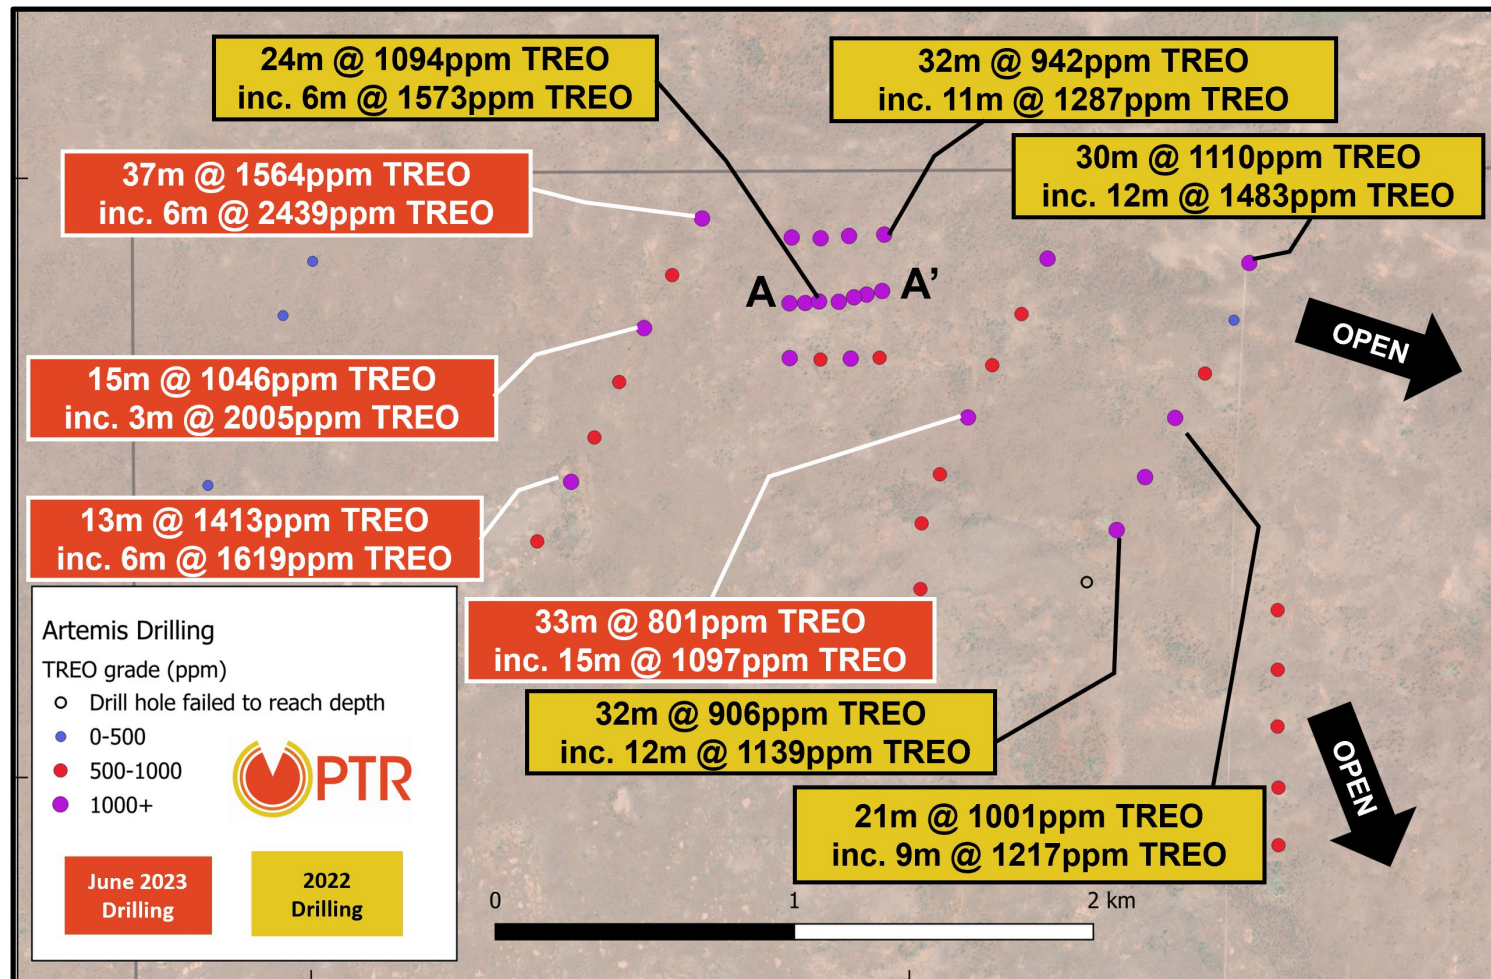 24m @ 1094ppm TREO
inc. 6m @ 1573ppm TREO
32m @ 942ppm TREO
inc. 11m @ 1287ppm TREO
30m @ 1110ppm TREO
inc. 12m @ 1483ppm TREO
37m @ 1564ppm TREO
inc. 6m @ 2439ppm TREO
A
A’
OPEN
15m @ 1046ppm TREO
inc. 3m @ 2005ppm TREO
13m @ 1413ppm TREO
inc. 6m @ 1619ppm TREO
33m @ 801ppm TREO
inc. 15m @ 1097ppm TREO
32m @ 906ppm TREO
inc. 12m @ 1139ppm TREO
21m @ 1001ppm TREO
inc. 9m @ 1217ppm TREO
OPEN
Artemis Drilling
TREO grade (ppm)
Drill hole failed to reach depth
0-500
500-1000
1000+
PTR
June 2023
Drilling
2022
Drilling
0 1 2 km